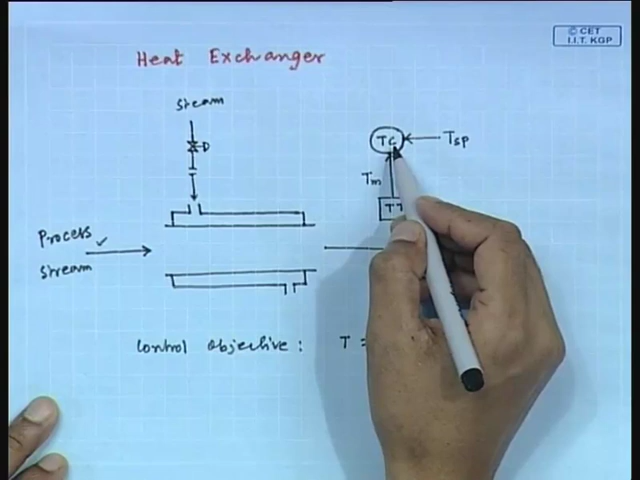 © CET
I.I.T. KGP
Heat Exchanger
Steam
TC
Tsp
Tm
TT
Process
stream
Control Objective: T =